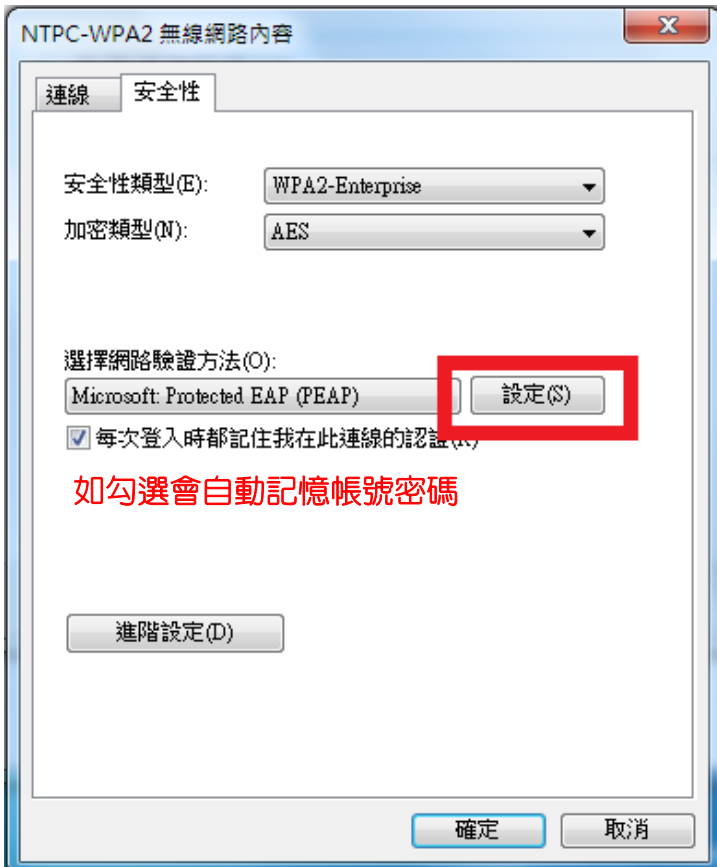 NTPC-WPA2 無線網路內容
連線 安全性
安全性類型(E): WPA2-Enterprise
加密類型(N): AES
選擇網路驗證方法(O):
Microsoft: Protected EAP (PEAP) 設定(S)
每次登入時都記住我在此連線的認證(R)
如勾選會自動記憶帳號密碼
進階設定(D)
確定 取消